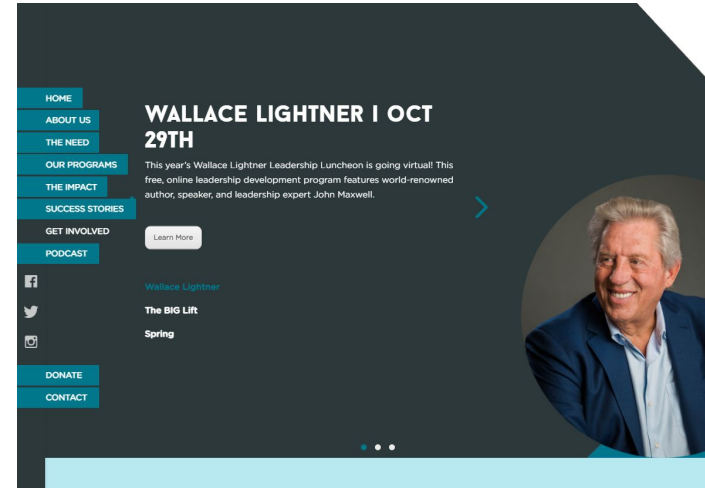 HOME
ABOUT US
THE NEED
OUR PROGRAMS
THE IMPACT
SUCCESS STORIES
GET INVOLVED
PODCAST
DONATE
CONTACT
WALLACE LIGHTNER I OCT
29TH
This year's Wallace Lightner Leadership Luncheon is going virtual! This
free, online leadership development program features world-renowned
author, speaker, and leadership expert John Maxwell.
Learn More
Wallace Lightner
The BIG Lift
Spring